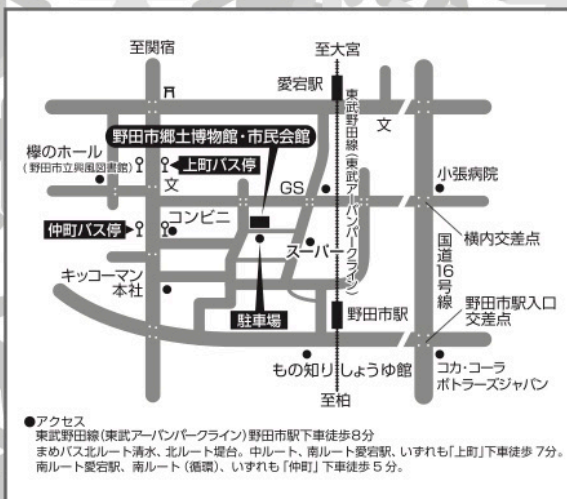 至関宿
至大宮
愛宕駅
文
野田市郷土博物館・市民会館
東武野田線（東武アーバンパークライン）
欅のホール
（野田市立興風図書館）
上町バス停
文
GS
小張病院
仲町バス停
コンビニ
スーパー
国道16号線
横内交差点
キッコーマン
本社
駐車場
野田市駅
野田市駅入口
交差点
もの知りしょうゆ館
コカ・コーラ
ボトラーズジャパン
至柏
●アクセス
東武野田線（東武アーバンパークライン）野田市駅下車徒歩8分
まめバス北ルート清水、北ルート堤台。中ルート、南ルート愛宕駅、いずれも「上町」下車徒歩 7分。
南ルート愛宕駅、南ルート（循環）、いずれも「仲町」下車徒歩 5 分。